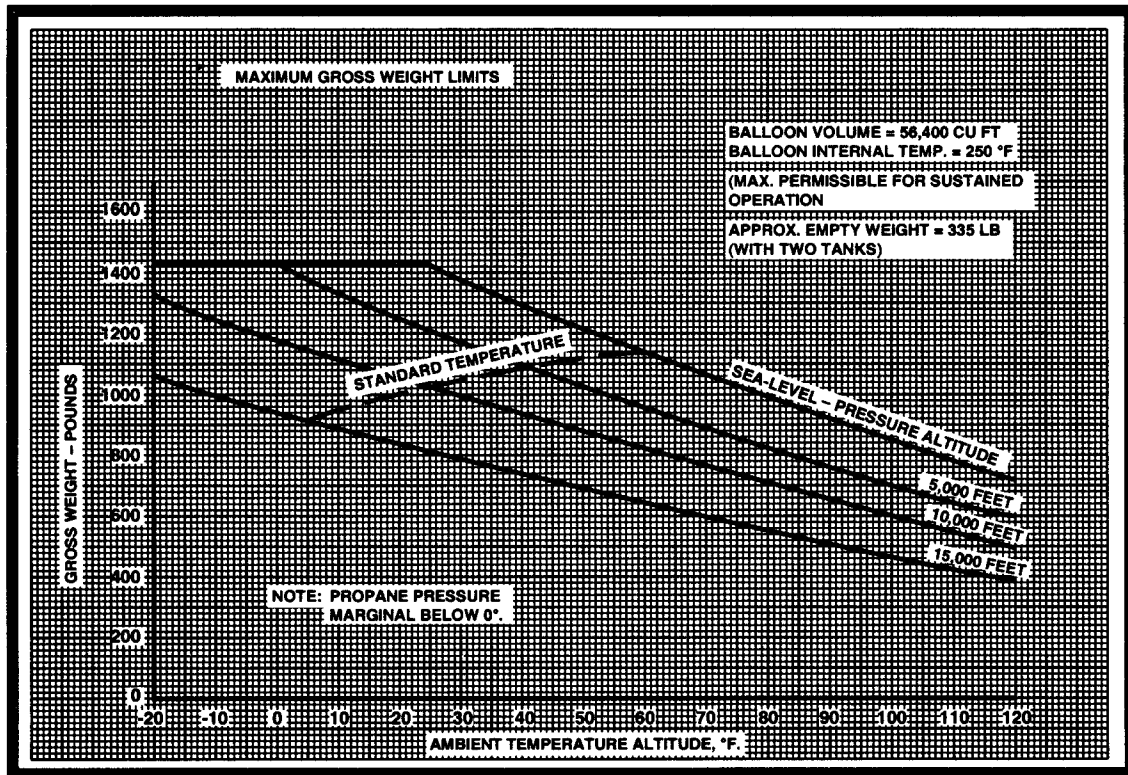 MAXIMUM GROSS WEIGHT LIMITS
BALLOON VOLUME = 56,400 CU FT
BALLOON INTERNAL TEMP. = 250 °F
(MAX. PERMISSIBLE FOR SUSTAINED
OPERATION
APPROX. EMPTY WEIGHT = 335 LB
(WITH TWO TANKS)
1600
1400
1200
1000
800
600
400
200
0
GROSS WEIGHT – POUNDS
STANDARD TEMPERATURE
SEA-LEVEL – PRESSURE ALTITUDE
5,000 FEET
10,000 FEET
15,000 FEET
NOTE: PROPANE PRESSURE
MARGINAL BELOW 0°.
-20 -10 0 10 20 30 40 50 60 70 80 90 100 110 120
AMBIENT TEMPERATURE ALTITUDE, °F.